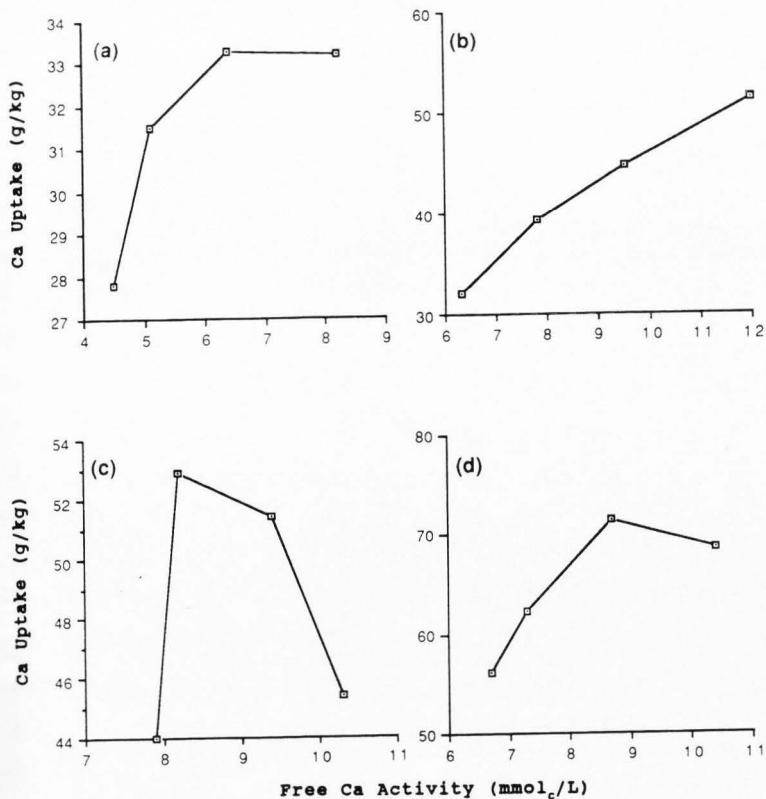 (a)
Ca Uptake (g/kg)
34
33
32
31
30
29
28
27
4 5 6 7 8 9
(b)
60
50
40
30
6 7 8 9 10 11 12
(c)
Ca Uptake (g/kg)
54
52
50
48
46
44
7 8 9 10 11
(d)
80
70
60
50
6 7 8 9 10 11
Free Ca Activity (mmolc/L)